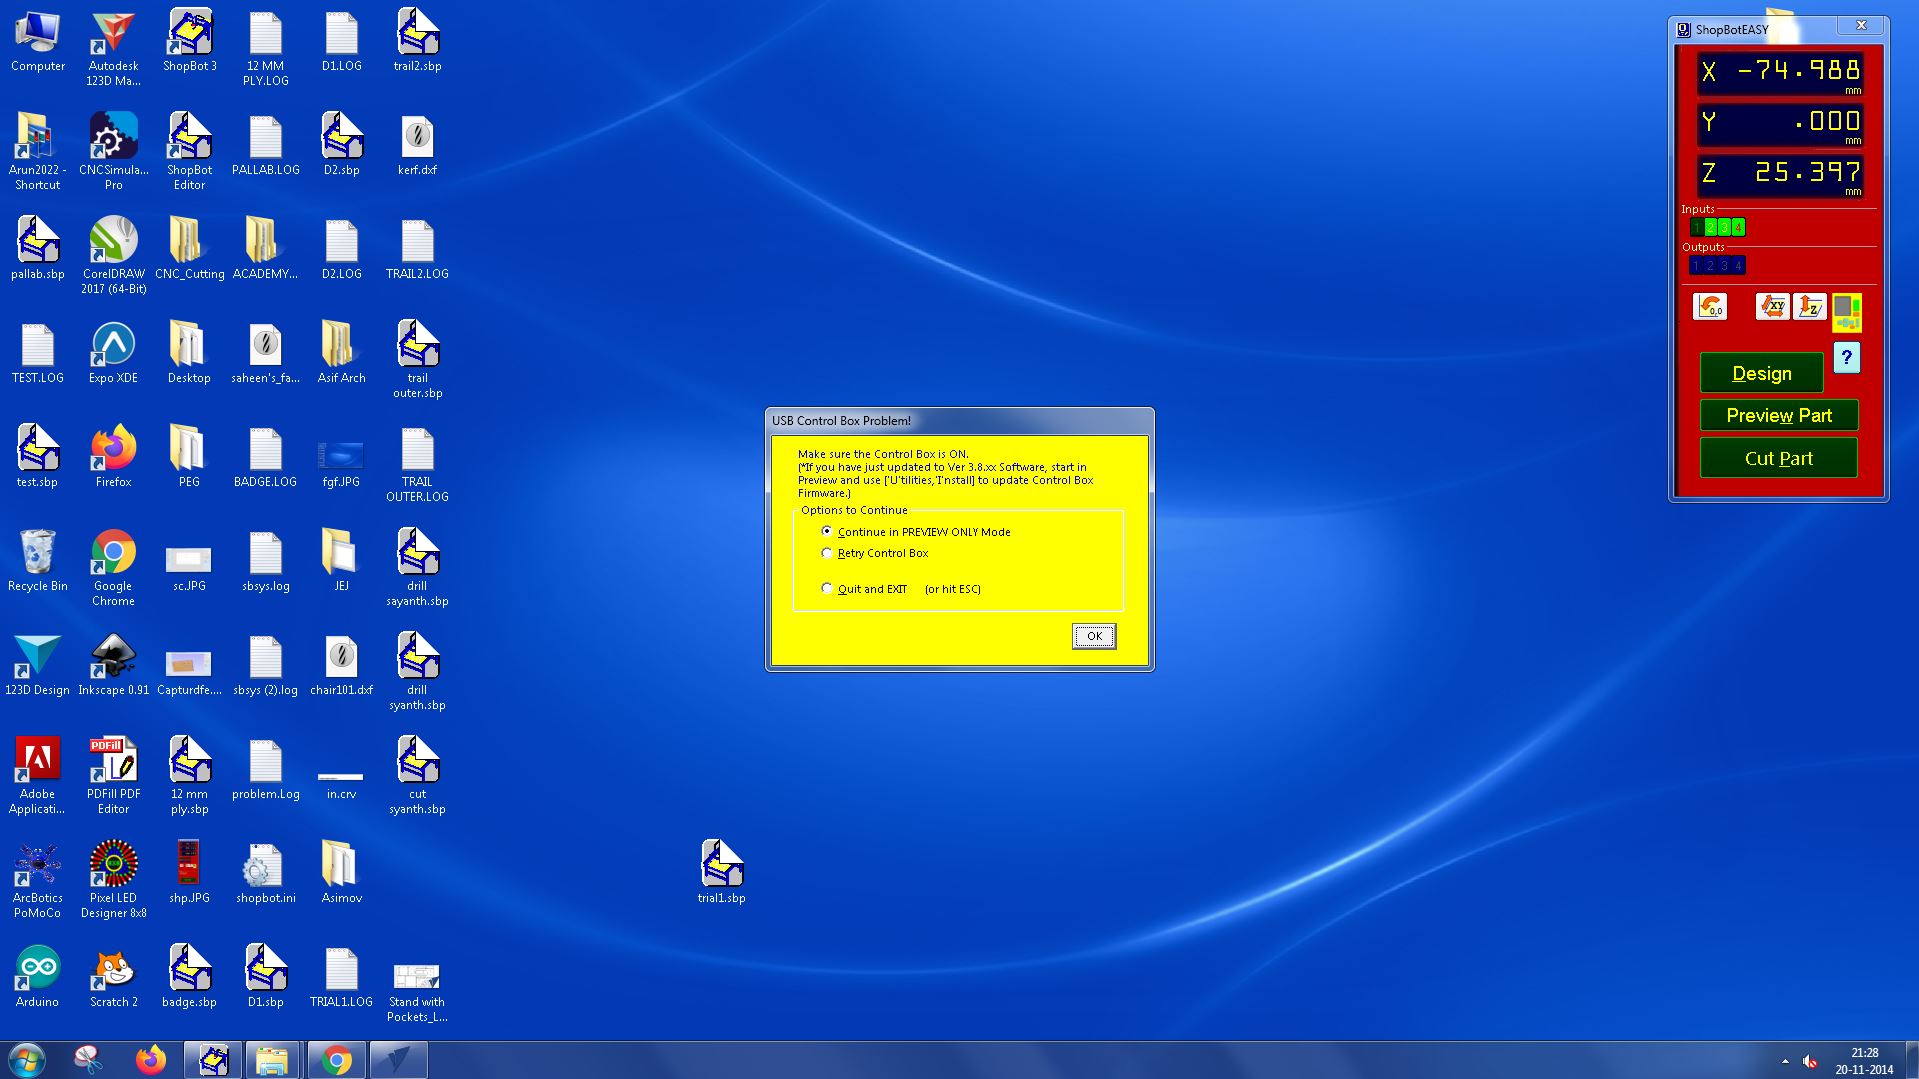 Computer
Autodesk
123D Ma...
ShopBot 3
12 MM
PLY.LOG
D1.LOG
trail2.sbp
Arun2022 -
Shortcut
CNCSimula...
Pro
ShopBot
Editor
PALLAB.LOG
D2.sbp
kerf.dxf
pallab.sbp
CorelDRAW
2017 (64-Bit)
CNC_Cutting
ACADEMY...
D2.LOG
TRAIL2.LOG
TEST.LOG
Expo XDE
Desktop
saheen's_fa...
Asif Arch
trail
outer.sbp
test.sbp
Firefox
PEG
BADGE.LOG
fgf.JPG
TRAIL
OUTER.LOG
Recycle Bin
Google
Chrome
sc.JPG
sbsys.log
JEJ
drill
sayanth.sbp
123D Design
Inkscape 0.91
Capturdfe....
sbsys (2).log
chair101.dxf
drill
syanth.sbp
Adobe
Applicati...
PDFill
PDFill PDF
Editor
12 mm
ply.sbp
problem.Log
in.crv
cut
syanth.sbp
ArcBotics
PoMoCo
Pixel LED
Designer 8x8
shp.JPG
shopbot.ini
Asimov
trial1.sbp
Arduino
Scratch 2
badge.sbp
D1.sbp
TRIAL1.LOG
Stand with
Pockets_L...
USB Control Box Problem!
Make sure the Control Box is ON.
(*If you have just updated to Ver 3.8.xx Software, start in
Preview and use ['U'tilities,'I'nstall] to update Control Box
Firmware.)
Options to Continue
Continue in PREVIEW ONLY Mode
Retry Control Box
Quit and EXIT (or hit ESC)
OK
ShopBotEASY
X -74.988
mm
Y .000
mm
Z 25.397
mm
Inputs
1 2 3 4
Outputs
1 2 3 4
0,0
XY
Z
?
Design
Preview Part
Cut Part
21:28
20-11-2014